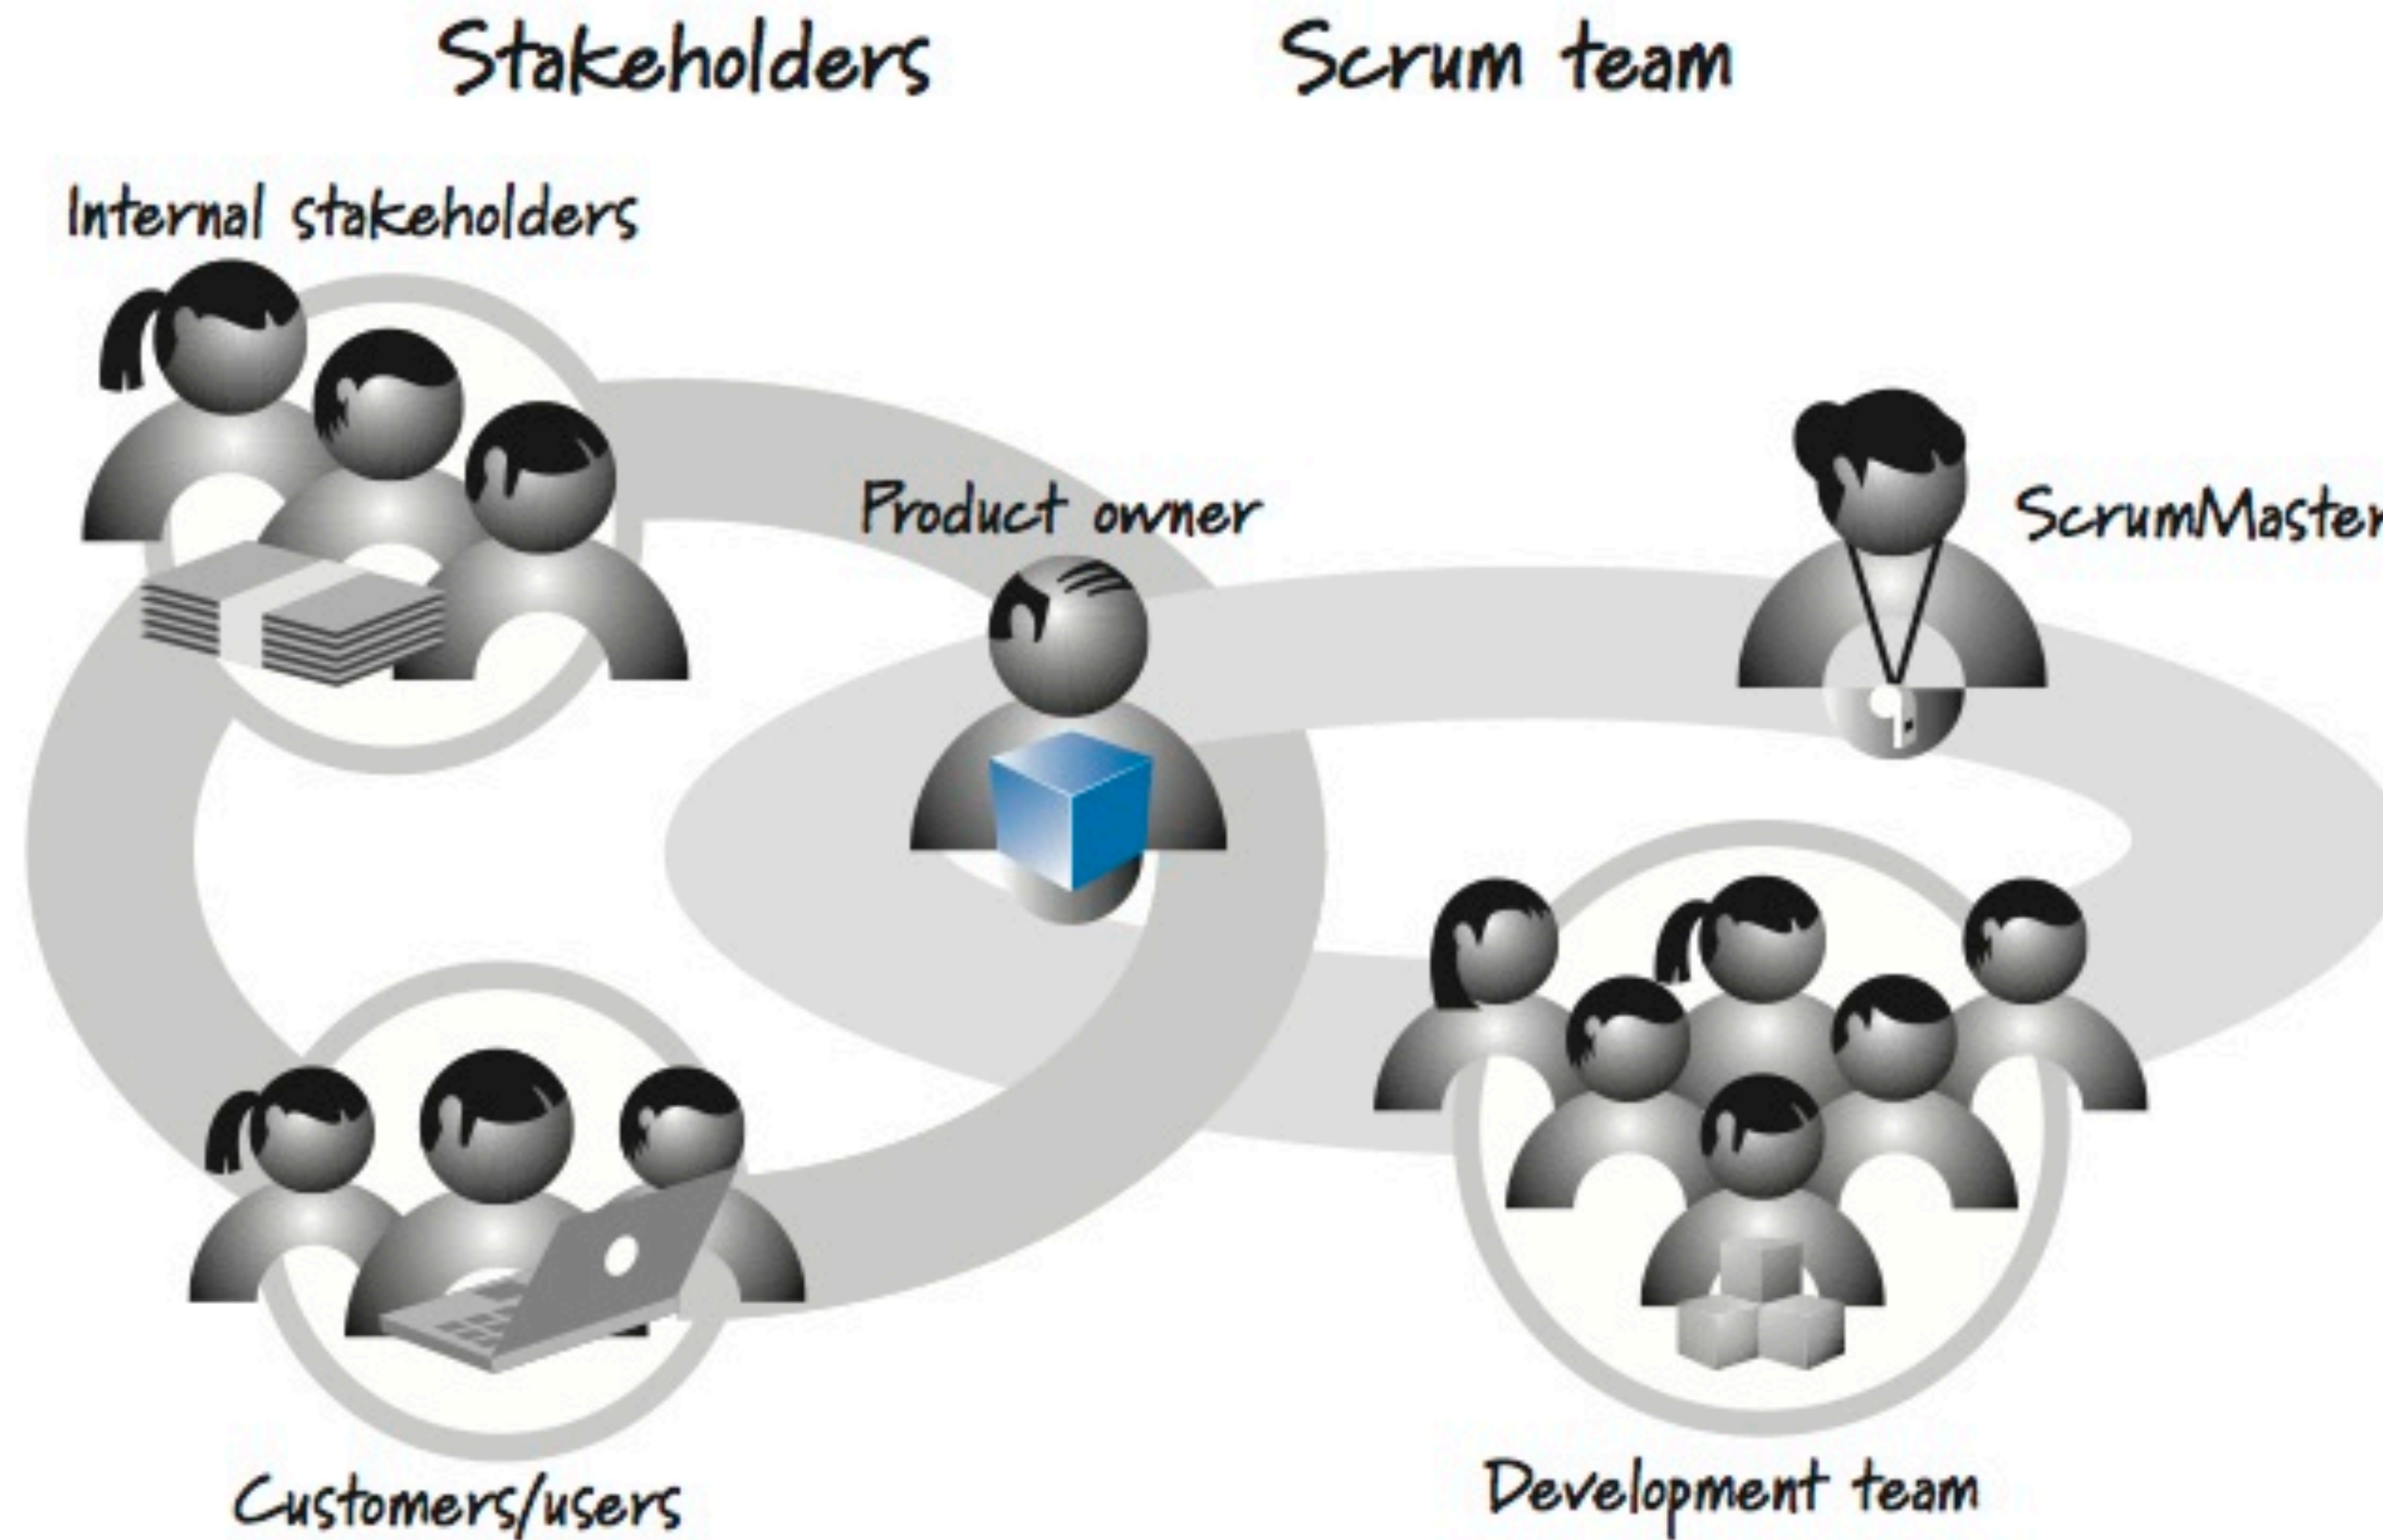 Stakeholders
Scrum team
Internal stakeholders
Product owner
ScrumMaster
Customers/users
Development team